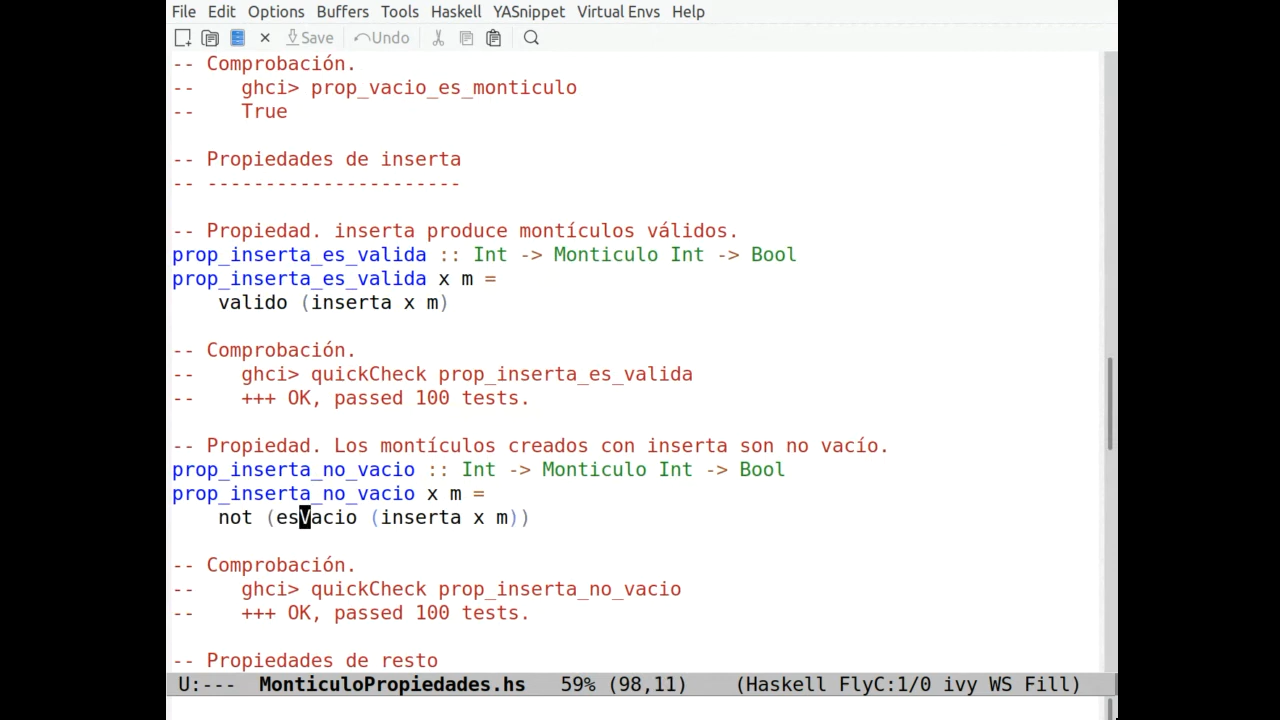 File Edit Options Buffers Tools Haskell YASnippet Virtual Envs Help
Save Undo
-- Comprobación.
--    ghci> prop_vacio_es_monticulo
--    True
-- Propiedades de inserta
-- ----------------------
-- Propiedad. inserta produce montículos válidos.
prop_inserta_es_valida :: Int -> Monticulo Int -> Bool
prop_inserta_es_valida x m =
    valido (inserta x m)
-- Comprobación.
--    ghci> quickCheck prop_inserta_es_valida
--    +++ OK, passed 100 tests.
-- Propiedad. Los montículos creados con inserta son no vacío.
prop_inserta_no_vacio :: Int -> Monticulo Int -> Bool
prop_inserta_no_vacio x m =
    not (esVacio (inserta x m))
-- Comprobación.
--    ghci> quickCheck prop_inserta_no_vacio
--    +++ OK, passed 100 tests.
-- Propiedades de resto
U:---  MonticuloPropiedades.hs   59% (98,11)    (Haskell FlyC:1/0 ivy WS Fill)